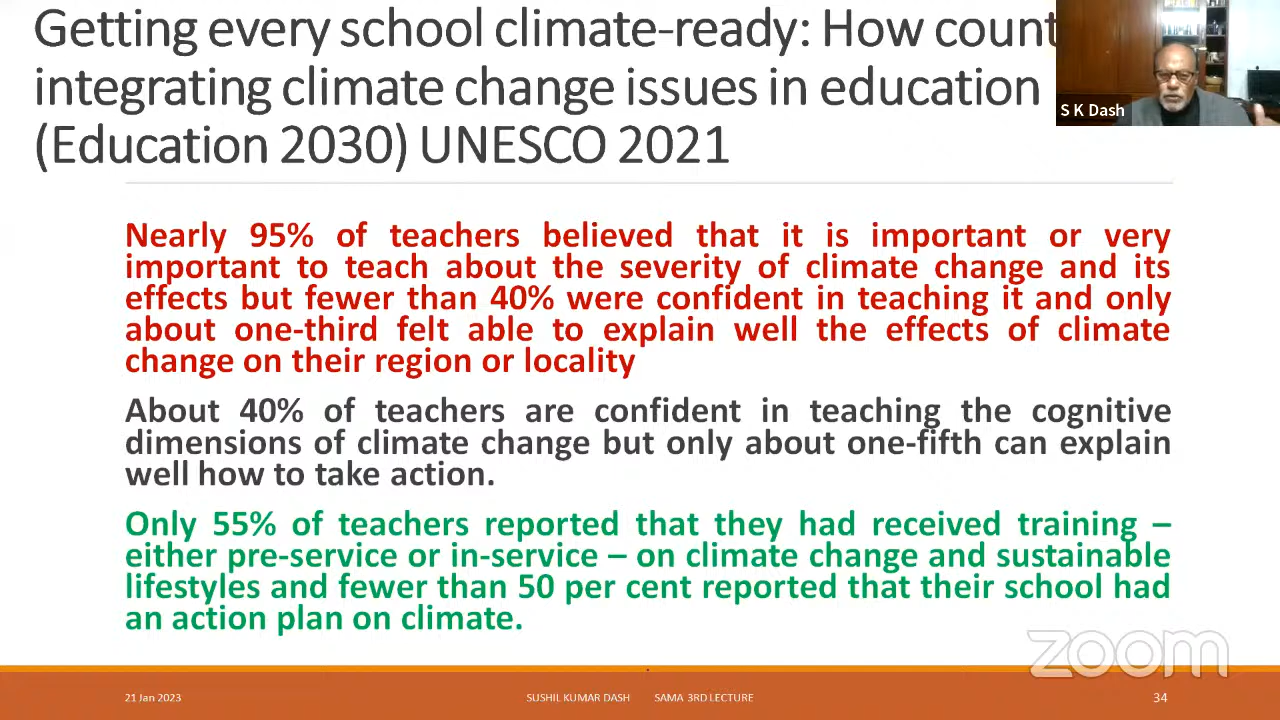 Getting every school climate-ready: How count
integrating climate change issues in education
(Education 2030) UNESCO 2021
S K Dash
Nearly 95% of teachers believed that it is important or very
important to teach about the severity of climate change and its
effects but fewer than 40% were confident in teaching it and only
about one-third felt able to explain well the effects of climate
change on their region or locality
About 40% of teachers are confident in teaching the cognitive
dimensions of climate change but only about one-fifth can explain
well how to take action.
Only 55% of teachers reported that they had received training –
either pre-service or in-service – on climate change and sustainable
lifestyles and fewer than 50 per cent reported that their school had
an action plan on climate.
zoom
21 Jan 2023 SUSHIL KUMAR DASH SAMA 3RD LECTURE 34